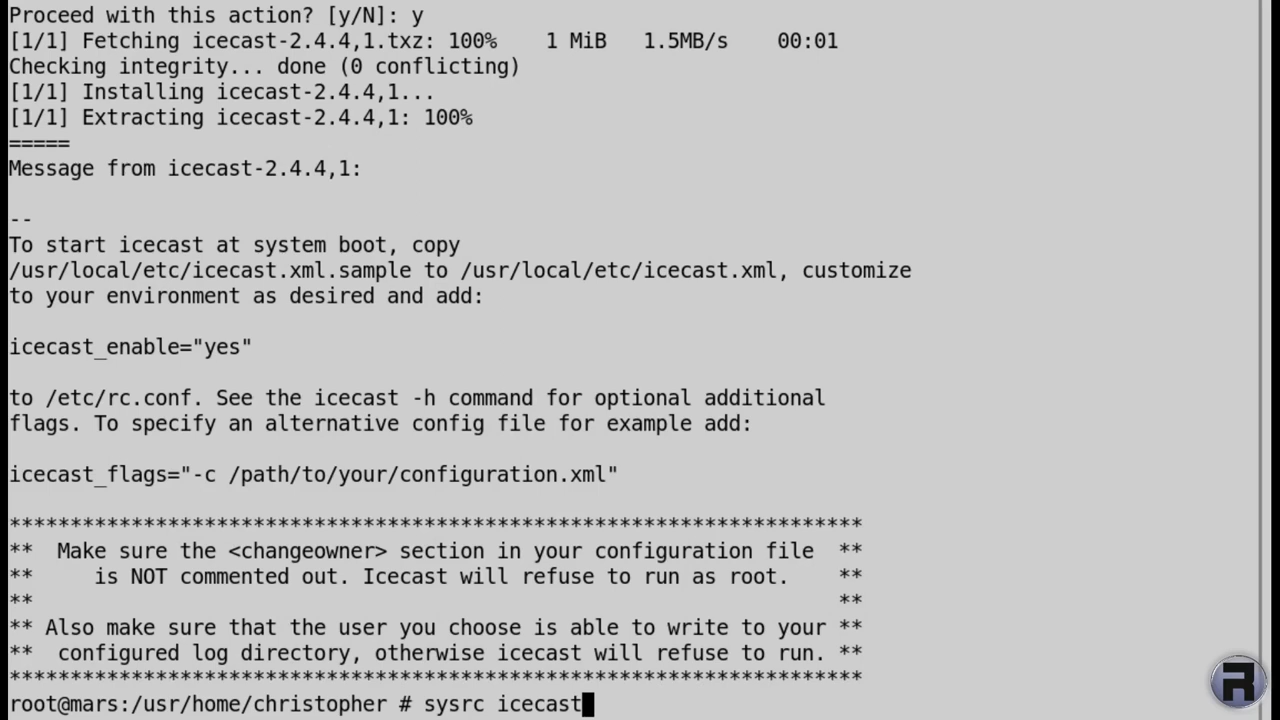 Proceed with this action? [y/N]: y
[1/1] Fetching icecast-2.4.4,1.txz: 100%    1 MiB   1.5MB/s    00:01
Checking integrity... done (0 conflicting)
[1/1] Installing icecast-2.4.4,1...
[1/1] Extracting icecast-2.4.4,1: 100%
=====
Message from icecast-2.4.4,1:
--
To start icecast at system boot, copy
/usr/local/etc/icecast.xml.sample to /usr/local/etc/icecast.xml, customize
to your environment as desired and add:
icecast_enable="yes"
to /etc/rc.conf. See the icecast -h command for optional additional
flags. To specify an alternative config file for example add:
icecast_flags="-c /path/to/your/configuration.xml"
**********************************************************************
**  Make sure the <changeowner> section in your configuration file  **
**     is NOT commented out. Icecast will refuse to run as root.    **
**                                                                  **
** Also make sure that the user you choose is able to write to your **
**  configured log directory, otherwise icecast will refuse to run. **
**********************************************************************
root@mars:/usr/home/christopher # sysrc icecast
R